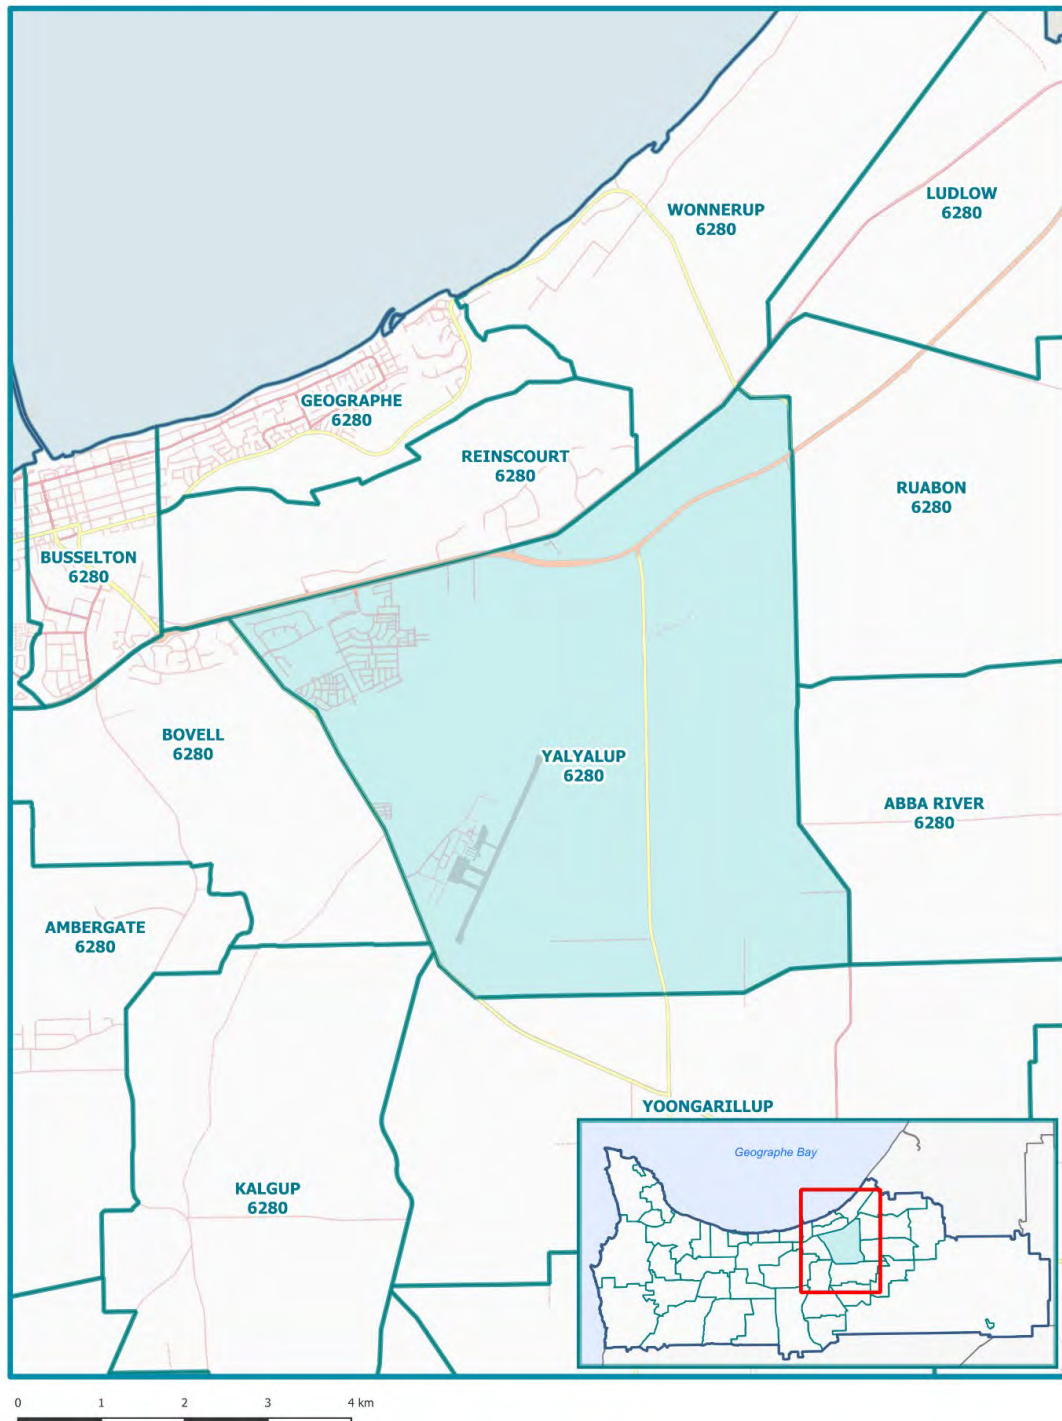 WONNERUP
6280
LUDLOW
6280
GEOGRAPHE
6280
REINSCOURT
6280
RUABON
6280
BUSSELTON
6280
BOVELL
6280
YALYALUP
6280
ABBA RIVER
6280
AMBERGATE
6280
YOONGARILLUP
KALGUP
6280
Geographe Bay
0 1 2 3 4 km